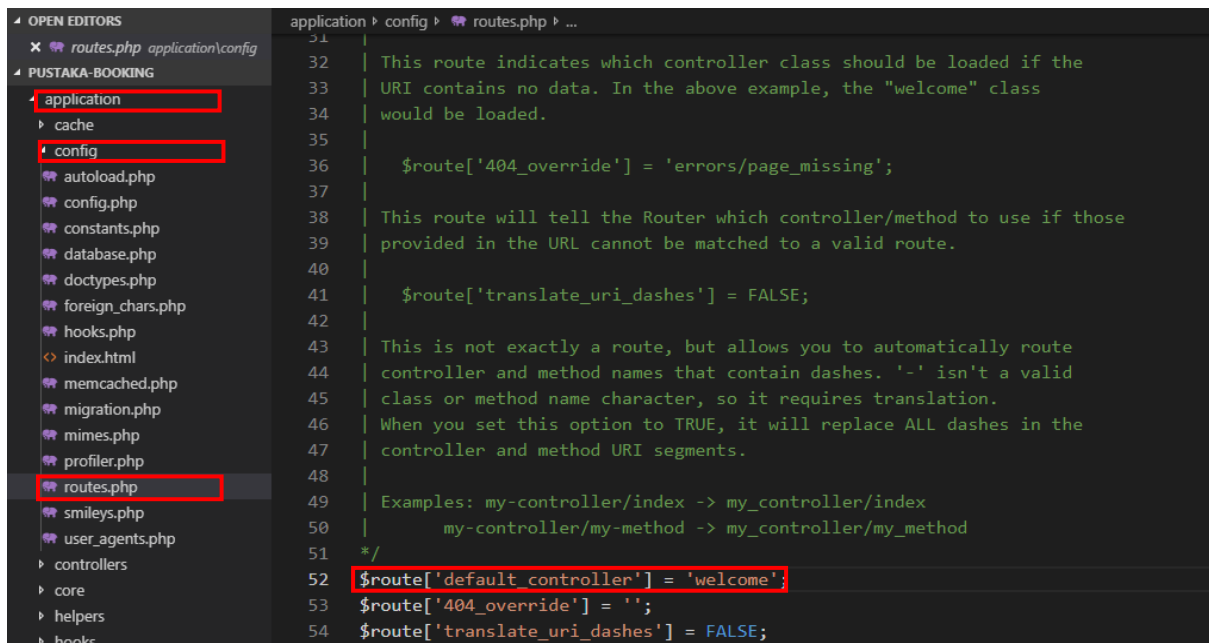 OPEN EDITORS
routes.php application\config
PUSTAKA-BOOKING
application
cache
config
autoload.php
config.php
constants.php
database.php
doctypes.php
foreign_chars.php
hooks.php
index.html
memcached.php
migration.php
mimes.php
profiler.php
routes.php
smileys.php
user_agents.php
controllers
core
helpers
hooks
application config routes.php ...
31 |
32 | This route indicates which controller class should be loaded if the
33 | URI contains no data. In the above example, the "welcome" class
34 | would be loaded.
35 |
36 | $route['404_override'] = 'errors/page_missing';
37 |
38 | This route will tell the Router which controller/method to use if those
39 | provided in the URL cannot be matched to a valid route.
40 |
41 | $route['translate_uri_dashes'] = FALSE;
42 |
43 | This is not exactly a route, but allows you to automatically route
44 | controller and method names that contain dashes. '-' isn't a valid
45 | class or method name character, so it requires translation.
46 | When you set this option to TRUE, it will replace ALL dashes in the
47 | controller and method URI segments.
48 |
49 | Examples: my-controller/index -> my_controller/index
50 | my-controller/my-method -> my_controller/my_method
51 */
52 $route['default_controller'] = 'welcome';
53 $route['404_override'] = '';
54 $route['translate_uri_dashes'] = FALSE;